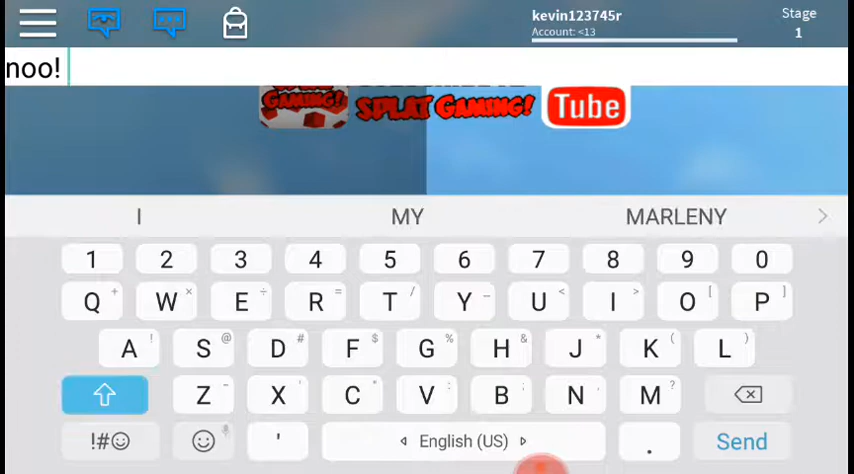 kevin123745r
Account: <13
Stage
1
noo!
GAMING!
SPLAT GAMING!
Tube
I MY MARLENY
1 2 3 4 5 6 7 8 9 0
Q + W × E ÷ R = T / Y _ U < I > O [ P ]
A ! S @ D # F $ G % H & J * K ( L )
Z - X ' C " V : B ; N , M ?
!#☺ ' English (US) . Send